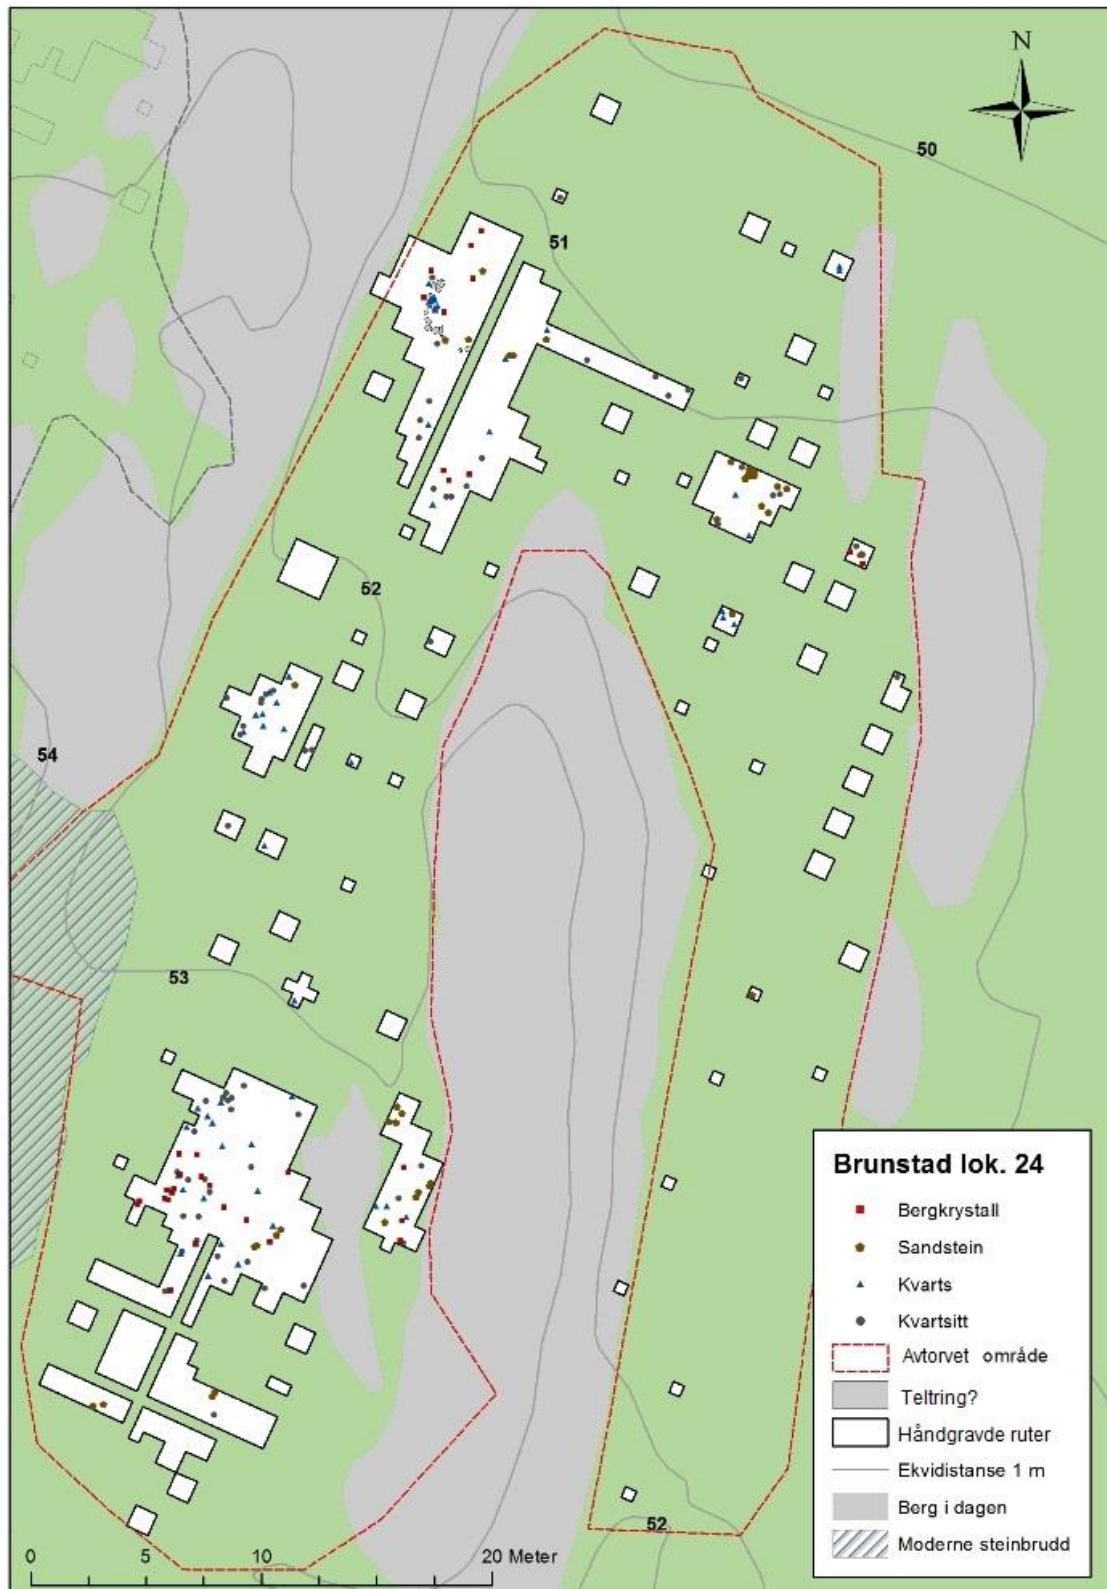 N
50
51
52
54
53
Brunstad lok. 24
Bergkrystall
Sandstein
Kvarts
Kvartsitt
Avtorvet område
Teltring?
Håndgravde ruter
Ekvidistanse 1 m
Berg i dagen
Moderne steinbrudd
52
0 5 10 20 Meter